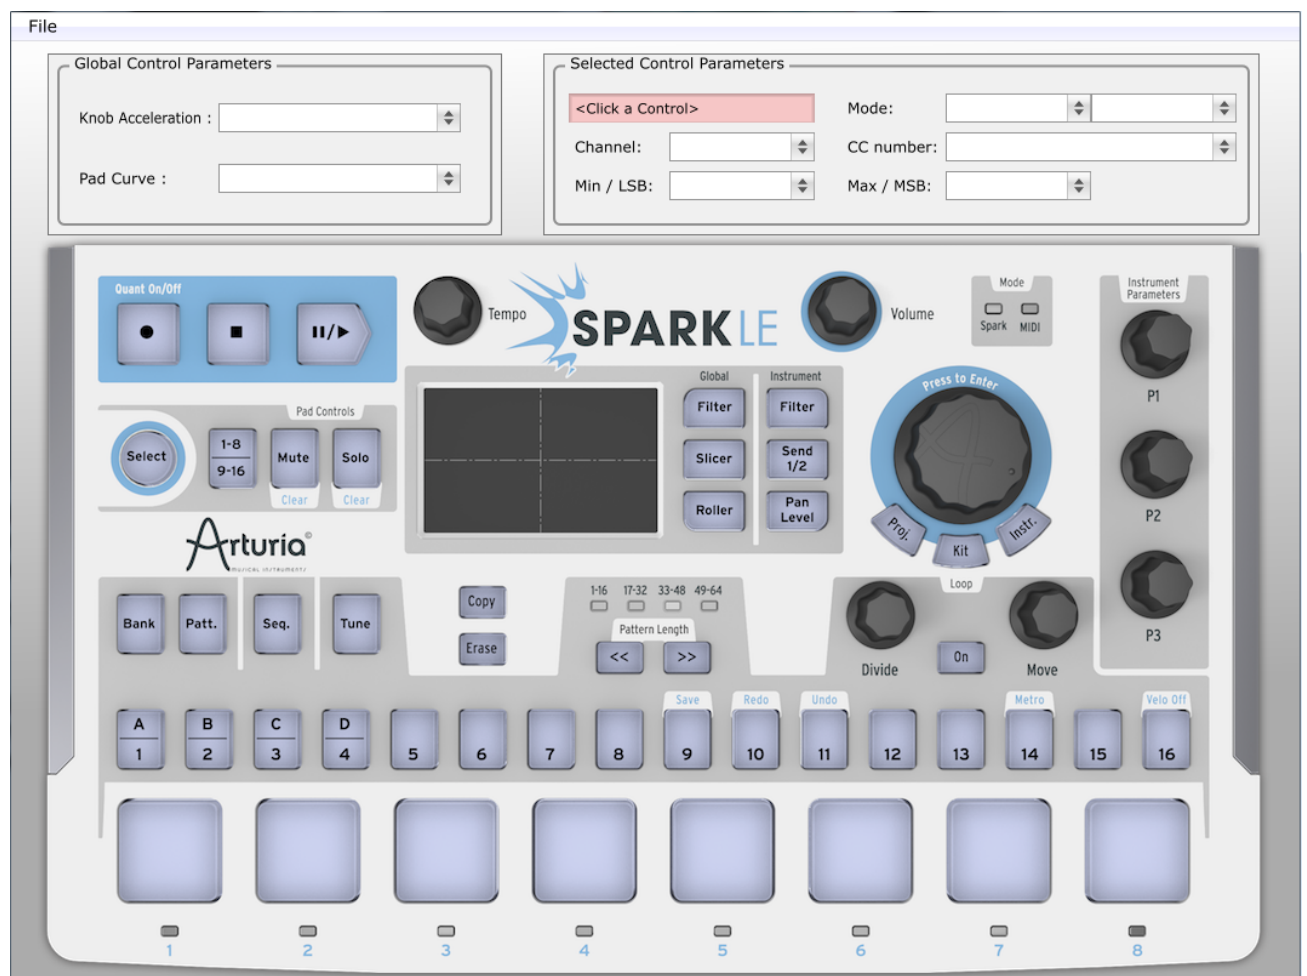 File
Global Control Parameters
Knob Acceleration :
Pad Curve :
Selected Control Parameters
<Click a Control>
Mode:
Channel:
CC number:
Min / LSB:
Max / MSB:
Quant On/Off
Tempo
SPARK LE
Volume
Mode
Spark MIDI
Instrument
Parameters
P1
P2
P3
Pad Controls
Select
1-8
9-16
Mute
Solo
Clear
Clear
Arturia©
MUSICAL INSTRUMENTS
Global
Instrument
Filter
Filter
Slicer
Send
1/2
Roller
Pan
Level
Press to Enter
Proj.
Kit
Instr.
Bank
Patt.
Seq.
Tune
Copy
Erase
1-16 17-32 33-48 49-64
Pattern Length
<< >>
Loop
Divide
On
Move
Save
Redo
Undo
Metro
Velo Off
A B C D
1 2 3 4 5 6 7 8 9 10 11 12 13 14 15 16
1 2 3 4 5 6 7 8